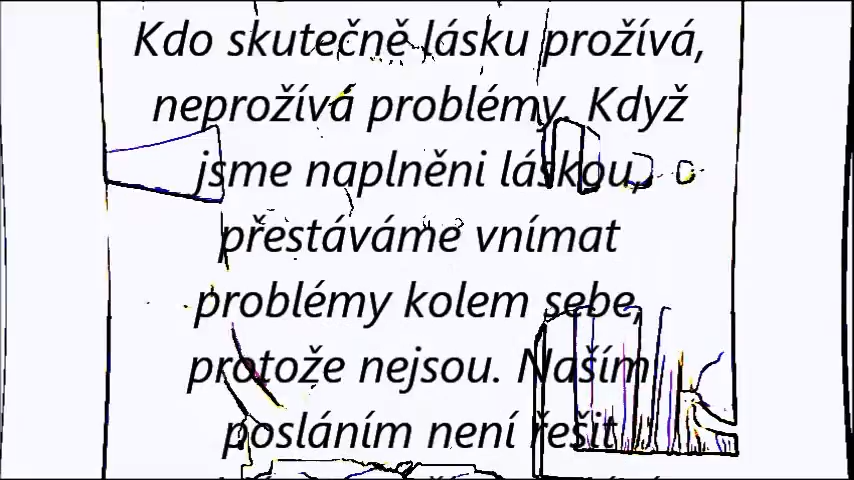 Kdo skutečně lásku prožívá,
neprožívá problémy. Když
jsme naplněni láskou,
přestáváme vnímat
problémy kolem sebe,
protože nejsou. Naším
posláním není řešit